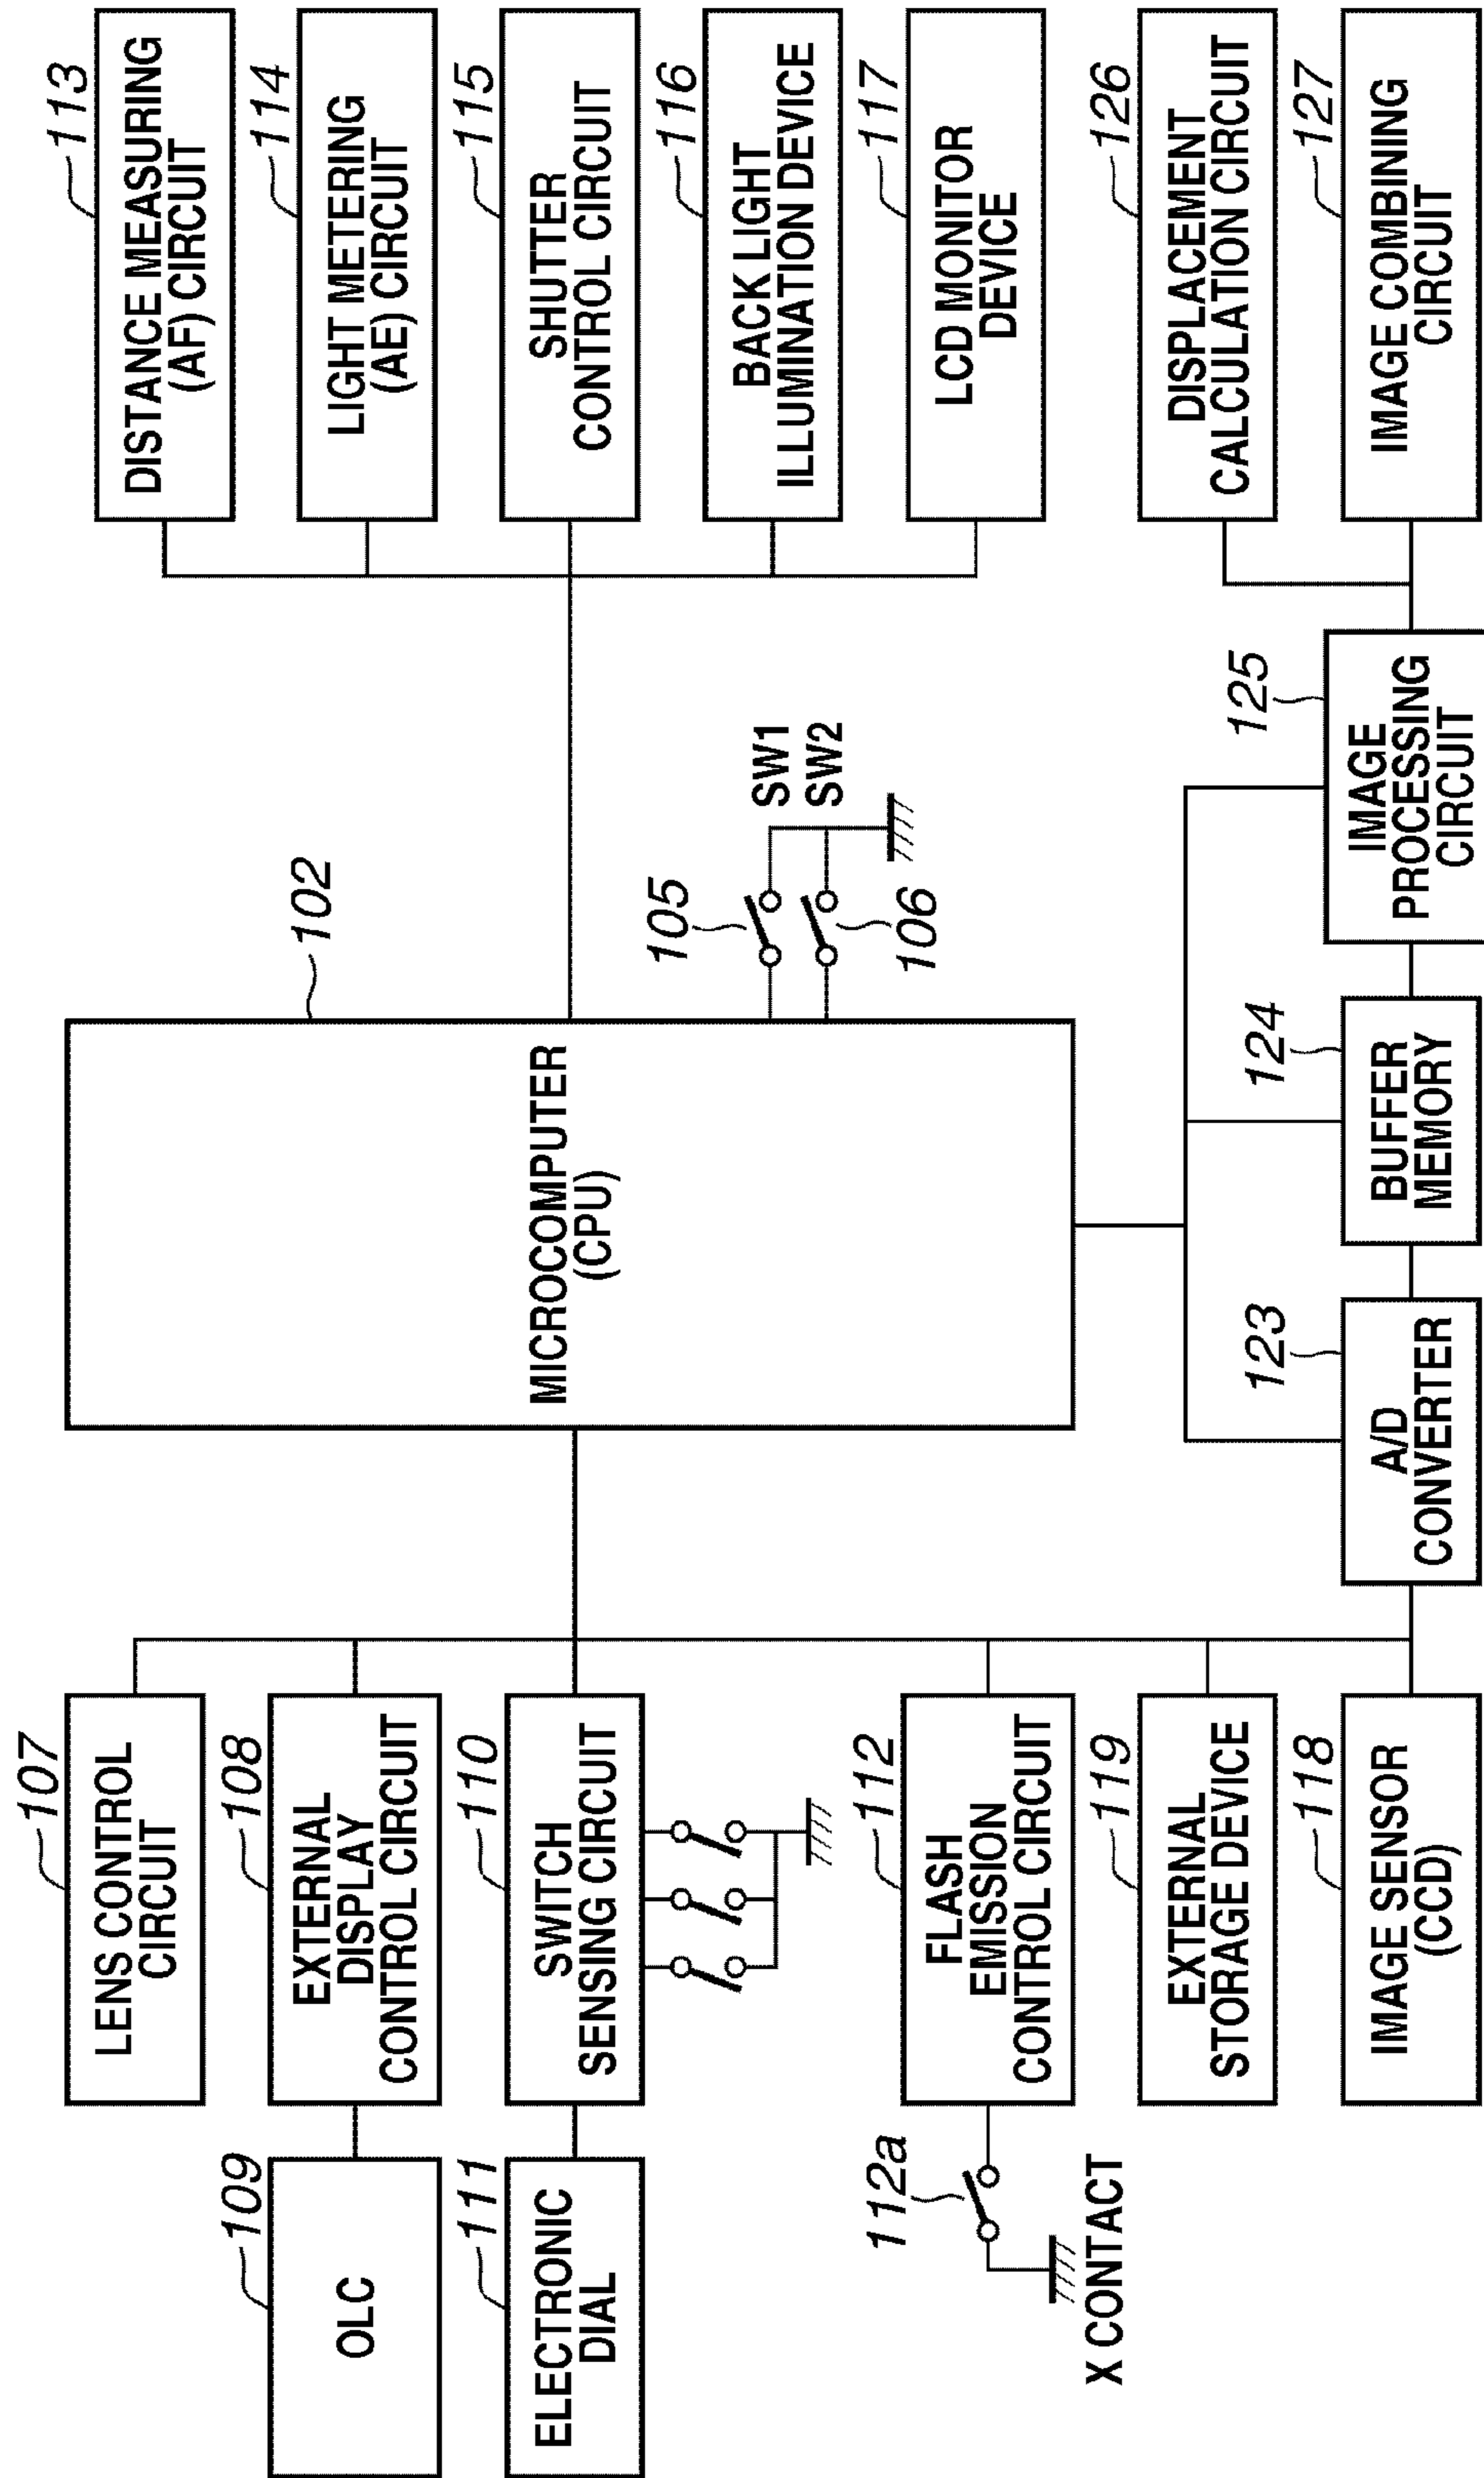 102
MICROCOMPUTER
(CPU)
107
LENS CONTROL
CIRCUIT
108
EXTERNAL
DISPLAY
CONTROL CIRCUIT
109
OLC
110
SWITCH
SENSING CIRCUIT
111
ELECTRONIC
DIAL
112
FLASH
EMISSION
CONTROL CIRCUIT
112a
X CONTACT
119
EXTERNAL
STORAGE DEVICE
118
IMAGE SENSOR
(CCD)
105
SW1
SW2
106
113
DISTANCE MEASURING
(AF) CIRCUIT
114
LIGHT METERING
(AE) CIRCUIT
115
SHUTTER
CONTROL CIRCUIT
116
BACK LIGHT
ILLUMINATION DEVICE
117
LCD MONITOR
DEVICE
123
A/D
CONVERTER
124
BUFFER
MEMORY
125
IMAGE
PROCESSING
CIRCUIT
126
DISPLACEMENT
CALCULATION CIRCUIT
127
IMAGE COMBINING
CIRCUIT